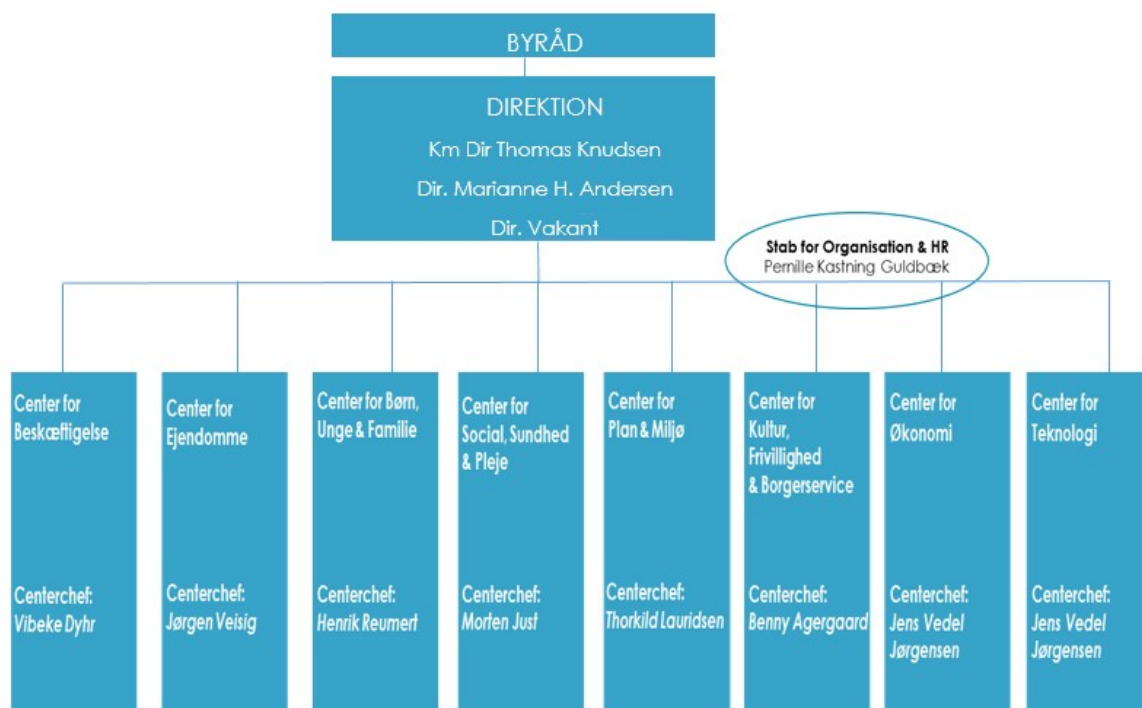 BYRÅD
DIREKTION
Km Dir Thomas Knudsen
Dir. Marianne H. Andersen
Dir. Vakant
Stab for Organisation & HR
Pernille Kastning Guldbæk
Center for
Beskæftigelse
Centerchef:
Vibeke Dyhr
Center for
Ejendomme
Centerchef:
Jørgen Veisig
Center for Børn,
Unge & Familie
Centerchef:
Henrik Reumert
Center for
Social, Sundhed
& Pleje
Centerchef:
Morten Just
Center for
Plan & Miljø
Centerchef:
Thorkild Lauridsen
Center for
Kultur,
Frivillighed
& Borgerservice
Centerchef:
Benny Agergaard
Center for
Økonomi
Centerchef:
Jens Vedel
Jørgensen
Center for
Teknologi
Centerchef:
Jens Vedel
Jørgensen